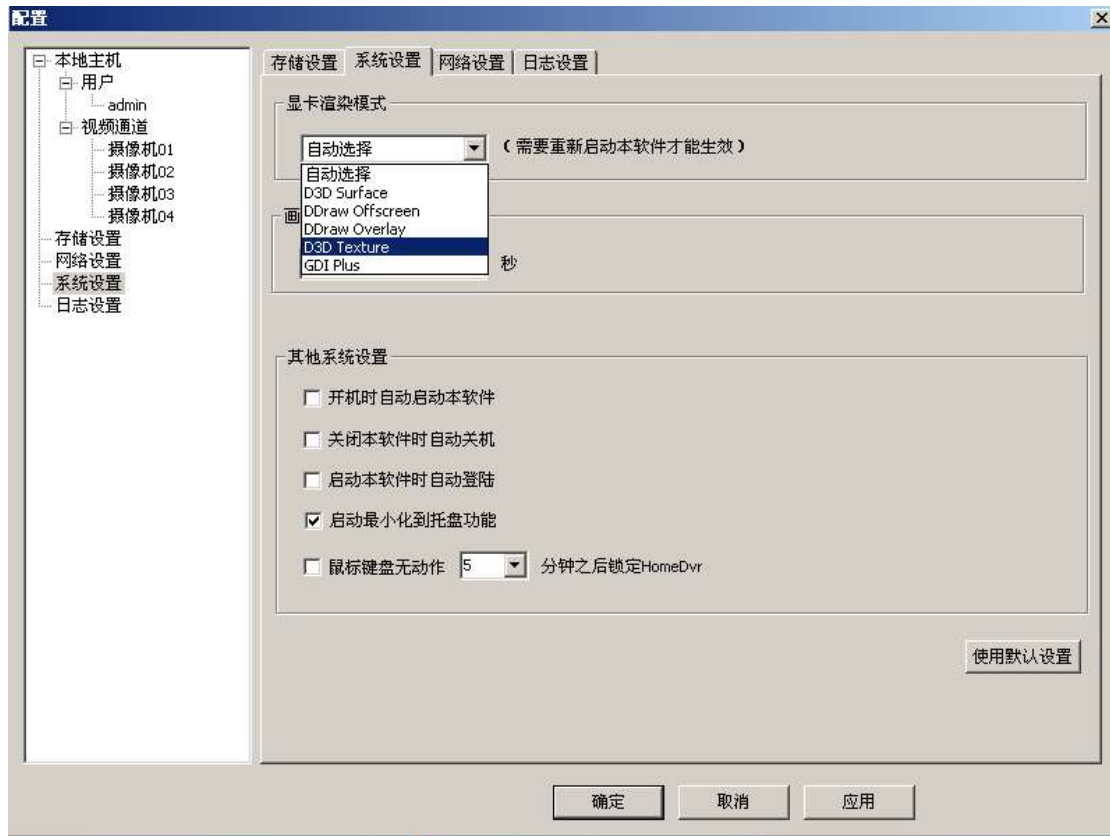 配置
本地主机
用户
admin
视频通道
摄像机01
摄像机02
摄像机03
摄像机04
存储设置
网络设置
系统设置
日志设置
存储设置 系统设置 网络设置 日志设置
显卡渲染模式
自动选择 (需要重新启动本软件才能生效)
自动选择
D3D Surface
DDraw Offscreen
DDraw Overlay
D3D Texture
GDI Plus
画
秒
其他系统设置
开机时自动启动本软件
关闭本软件时自动关机
启动本软件时自动登陆
启动最小化到托盘功能
鼠标键盘无动作 5 分钟之后锁定HomeDvr
使用默认设置
确定 取消 应用